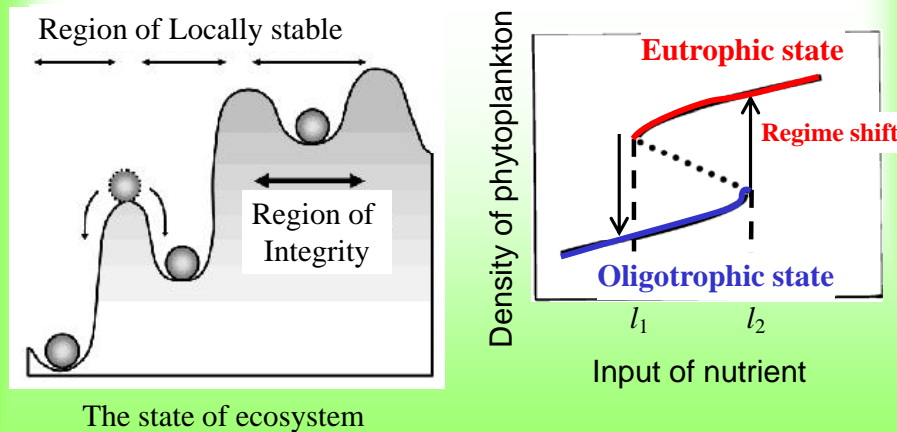 Region of Locally stable
Region of
Integrity
The state of ecosystem
Density of phytoplankton
Eutrophic state
Regime shift
Oligotrophic state
l1
l2
Input of nutrient